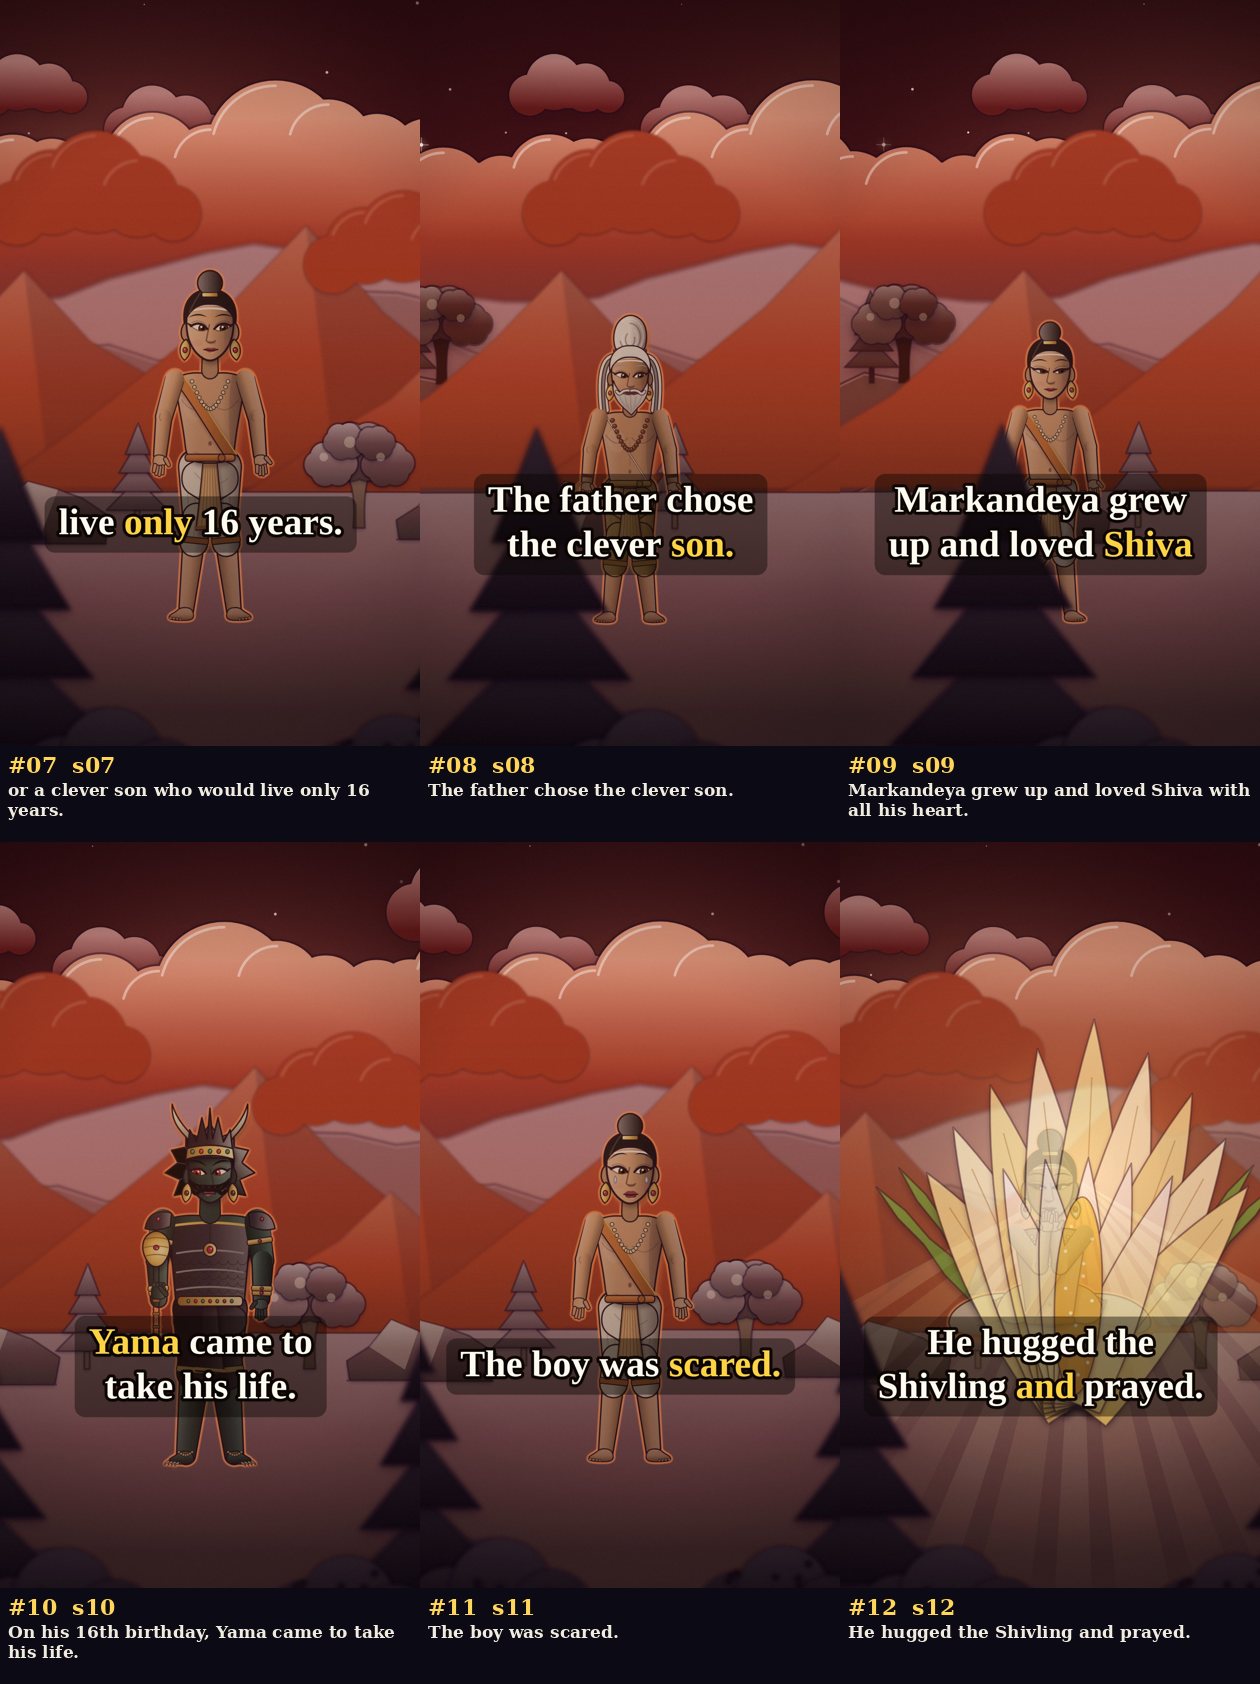 live only 16 years.
The father chose
the clever son.
Markandeya grew
up and loved Shiva
#07 s07
or a clever son who would live only 16
years.
#08 s08
The father chose the clever son.
#09 s09
Markandeya grew up and loved Shiva with
all his heart.
Yama came to
take his life.
The boy was scared.
He hugged the
Shivling and prayed.
#10 s10
On his 16th birthday, Yama came to take
his life.
#11 s11
The boy was scared.
#12 s12
He hugged the Shivling and prayed.